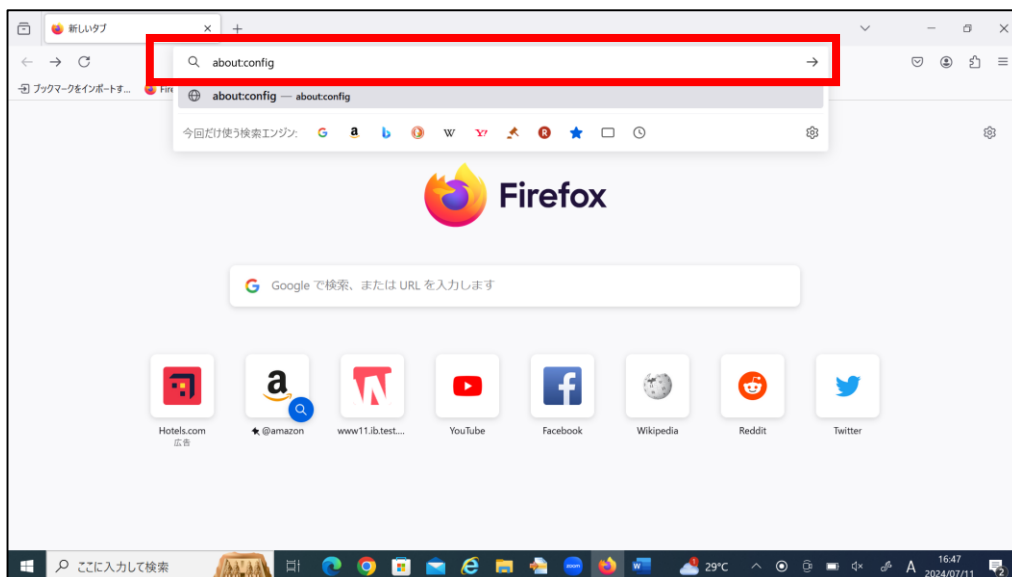 新しいタブ
about:config
ブックマークをインポートす...
about:config — about:config
今回だけ使う検索エンジン:
Firefox
Google で検索、または URL を入力します
Hotels.com
広告
@amazon
www11.ib.test....
YouTube
Facebook
Wikipedia
Reddit
Twitter
ここに入力して検索
29°C
A
16:47
2024/07/11